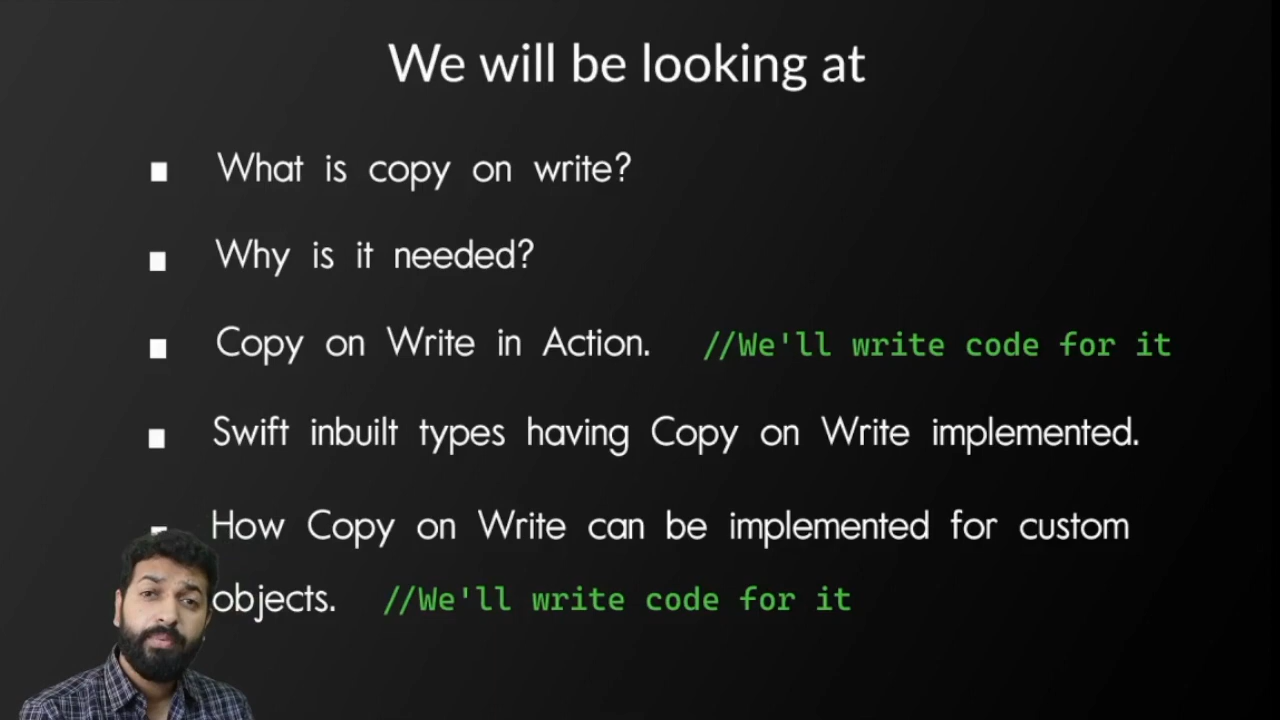 We will be looking at
What is copy on write?
Why is it needed?
Copy on Write in Action. //We'll write code for it
Swift inbuilt types having Copy on Write implemented.
How Copy on Write can be implemented for custom
objects. //We'll write code for it